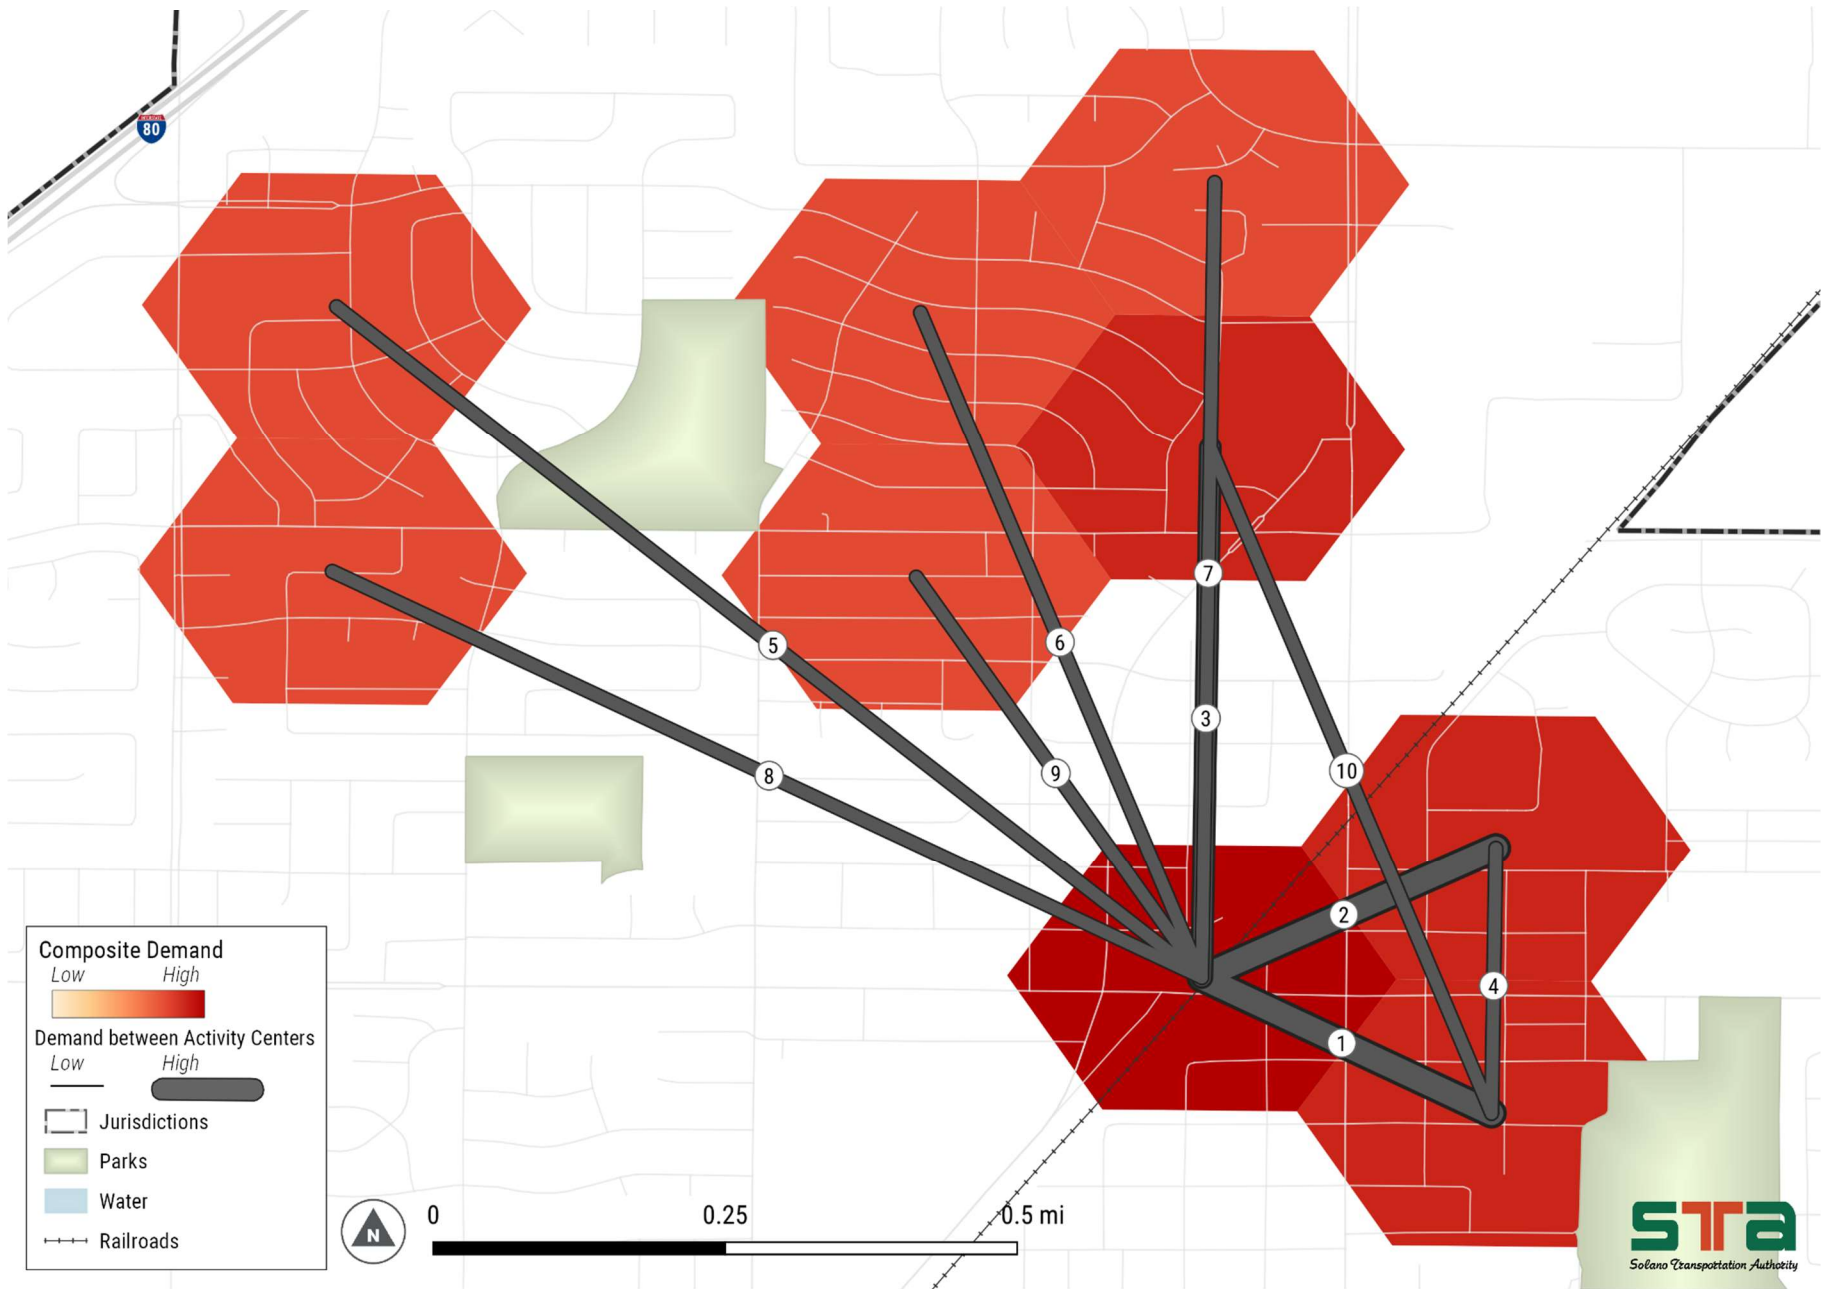 INTERSTATE
80
7
5
6
3
8
9
10
2
4
1
Composite Demand
Low High
Demand between Activity Centers
Low High
Jurisdictions
Parks
Water
Railroads
N
0 0.25 0.5 mi
STa
Solano Transportation Authority